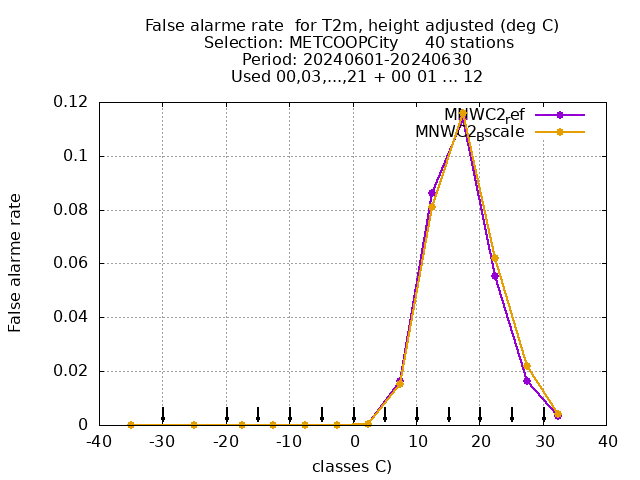 False alarme rate  for T2m, height adjusted (deg C)
Selection: METCOOPCity     40 stations
Period: 20240601-20240630
Used 00,03,...,21 + 00 01 ... 12
MNWC2ref
MNWC2Bscale
False alarme rate
0.12
0.1
0.08
0.06
0.04
0.02
0
-40 -30 -20 -10 0 10 20 30 40
classes C)